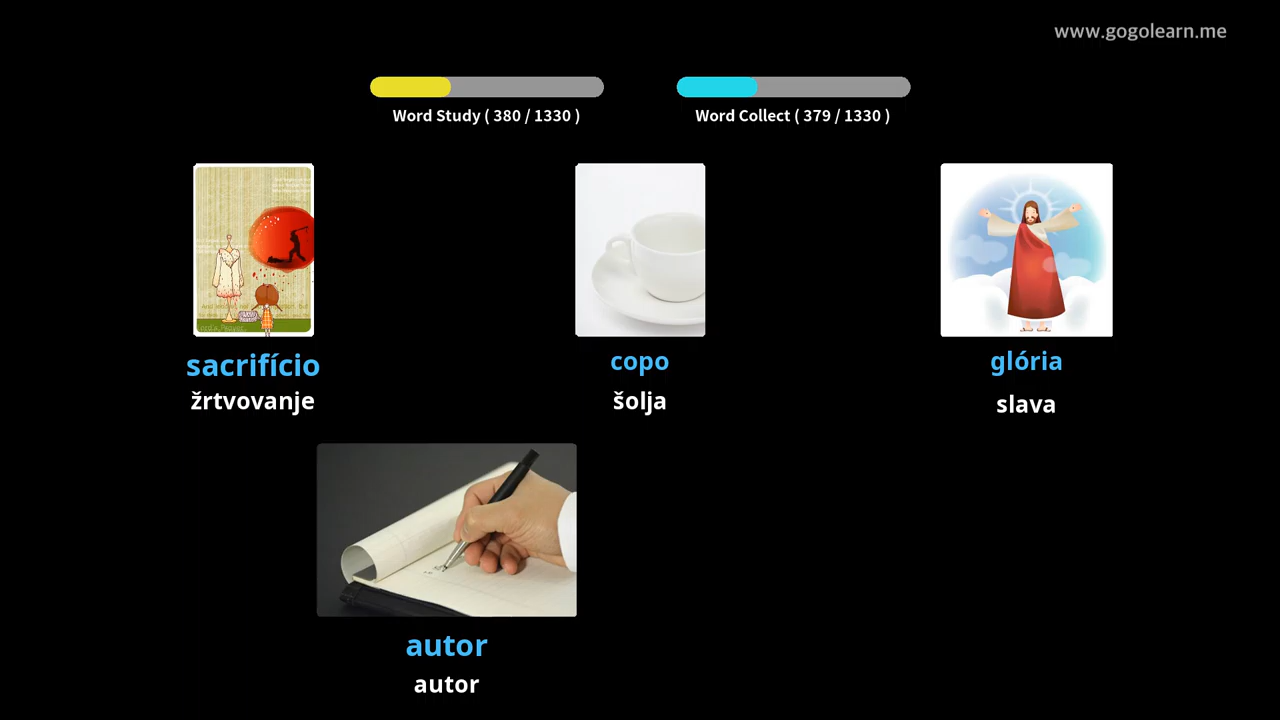 www.gogolearn.me
Word Study ( 380 / 1330 )
Word Collect ( 379 / 1330 )
sacrifício
žrtvovanje
copo
šolja
glória
slava
autor
autor